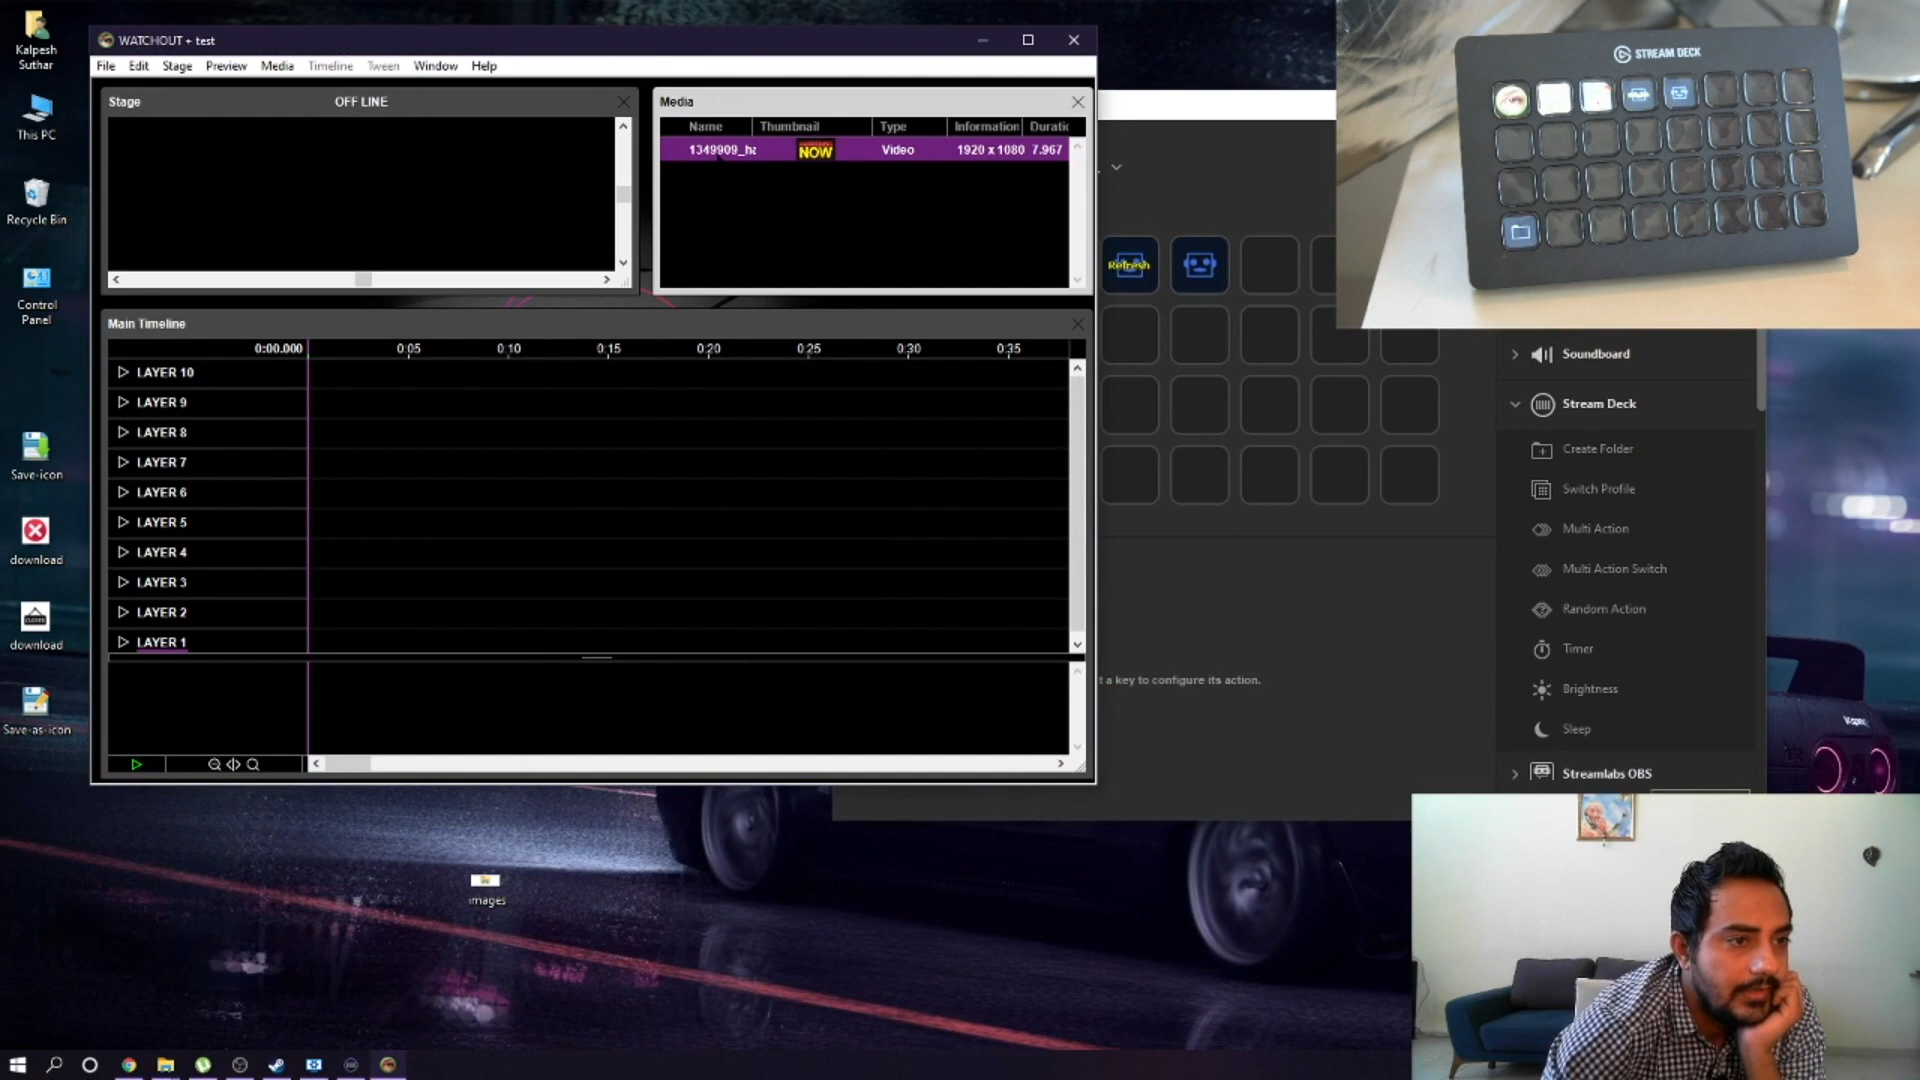 Kalpesh
Suthar
This PC
Recycle Bin
Control
Panel
Save-icon
download
download
Save-as-icon
WATCHOUT + test
File Edit Stage Preview Media Timeline Tween Window Help
Stage OFF LINE
Media
Name Thumbnail Type Information Duratic
1349909_hz NOW Video 1920 x 1080 7.967
Main Timeline
0:00.000 0:05 0:10 0:15 0:20 0:25 0:30 0:35
LAYER 10
LAYER 9
LAYER 8
LAYER 7
LAYER 6
LAYER 5
LAYER 4
LAYER 3
LAYER 2
LAYER 1
images
Refresh
t a key to configure its action.
STREAM DECK
Soundboard
Stream Deck
Create Folder
Switch Profile
Multi Action
Multi Action Switch
Random Action
Timer
Brightness
Sleep
Streamlabs OBS